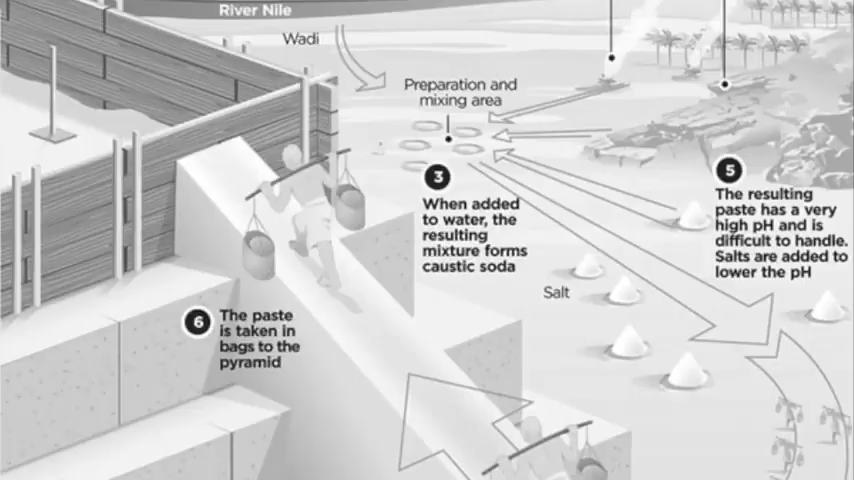 River Nile
Wadi
Preparation and
mixing area
3
When added
to water, the
resulting
mixture forms
caustic soda
5
The resulting
paste has a very
high pH and is
difficult to handle.
Salts are added to
lower the pH
Salt
6
The paste
is taken in
bags to the
pyramid